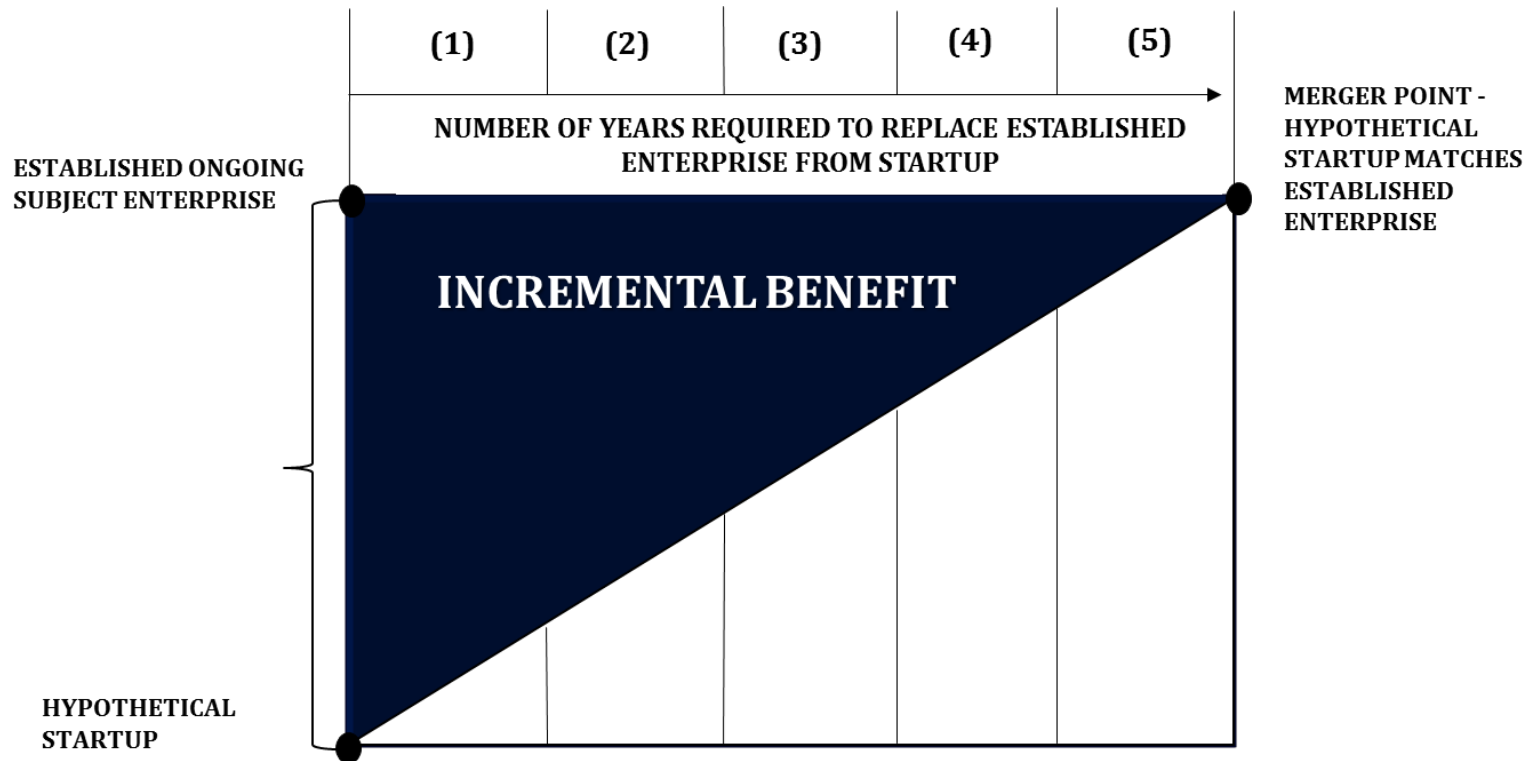 (1) (2) (3) (4) (5)
NUMBER OF YEARS REQUIRED TO REPLACE ESTABLISHED
ENTERPRISE FROM STARTUP
MERGER POINT -
HYPOTHETICAL
STARTUP MATCHES
ESTABLISHED
ENTERPRISE
ESTABLISHED ONGOING
SUBJECT ENTERPRISE
INCREMENTAL BENEFIT
HYPOTHETICAL
STARTUP